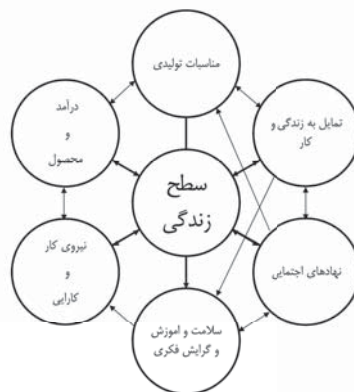 مناسبات تولیدی
تمایل به زندگی و
کار
درآمد
و
محصول
سطح
زندگی
نیروی کار
و
کارایی
نهادهای اجتماعی
سلامت و اموزش
و گرایش فکری